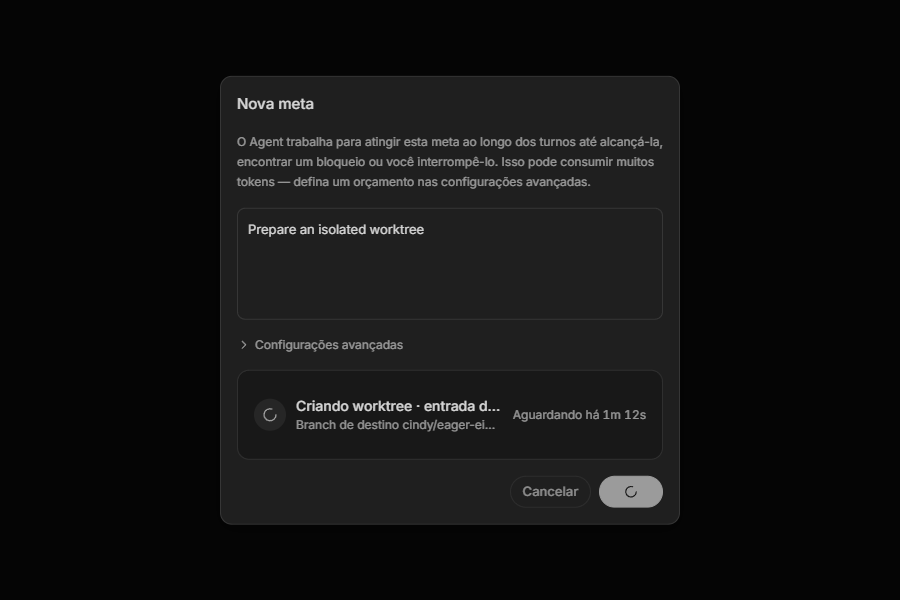 Nova meta
O Agent trabalha para atingir esta meta ao longo dos turnos até alcançá-la,
encontrar um bloqueio ou você interrompê-lo. Isso pode consumir muitos
tokens — defina um orçamento nas configurações avançadas.
Prepare an isolated worktree
Configurações avançadas
Criando worktree · entrada d...
Aguardando há 1m 12s
Branch de destino cindy/eager-ei...
Cancelar